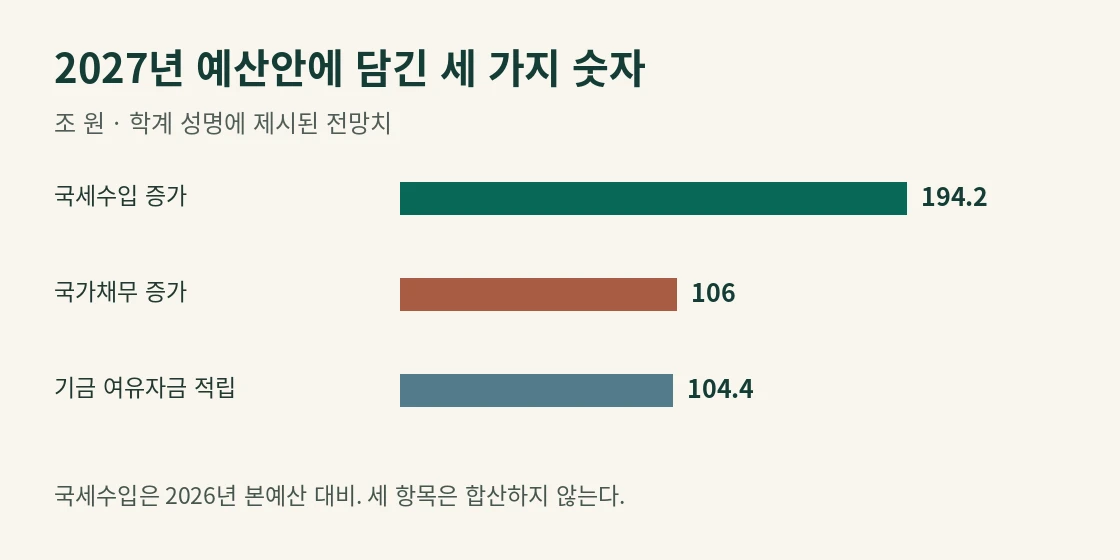 2027년 예산안에 담긴 세 가지 숫자
조 원 · 학계 성명에 제시된 전망치
국세수입 증가 194.2
국가채무 증가 106
기금 여유자금 적립 104.4
국세수입은 2026년 본예산 대비. 세 항목은 합산하지 않는다.